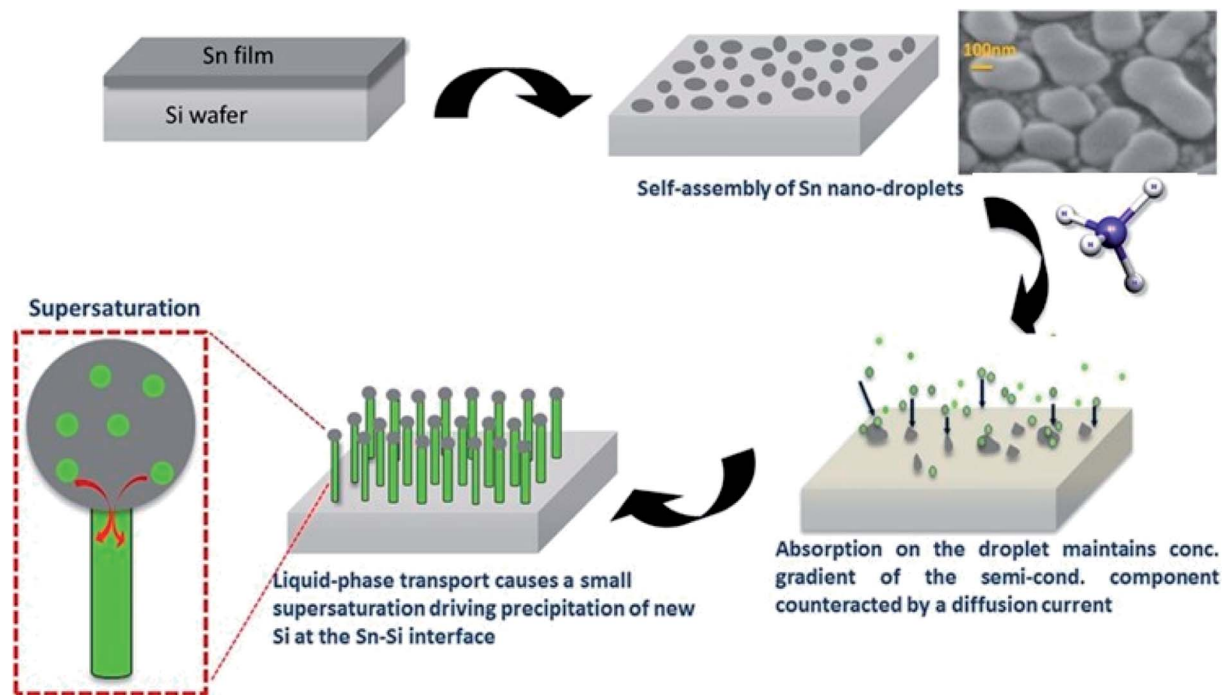 Sn film
Si wafer
100nm
Self-assembly of Sn nano-droplets
H
H
H
H
Supersaturation
Absorption on the droplet maintains conc.
gradient of the semi-cond. component
counteracted by a diffusion current
Liquid-phase transport causes a small
supersaturation driving precipitation of new
Si at the Sn-Si interface